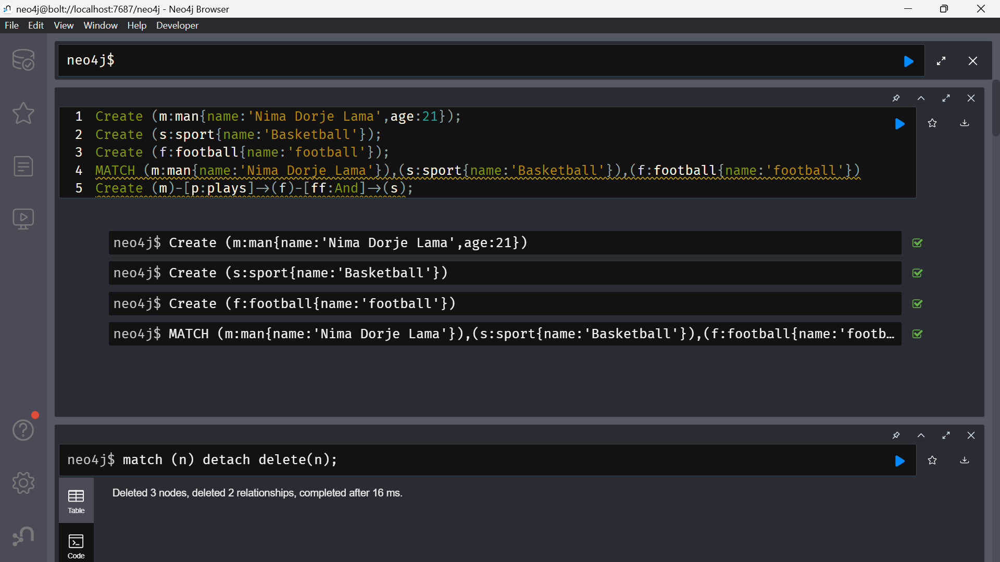 neo4j@bolt://localhost:7687/neo4j - Neo4j Browser
File Edit View Window Help Developer
neo4j$
1 Create (m:man{name:'Nima Dorje Lama',age:21});
2 Create (s:sport{name:'Basketball'});
3 Create (f:football{name:'football'});
4 MATCH (m:man{name:'Nima Dorje Lama'}),(s:sport{name:'Basketball'}),(f:football{name:'football'})
5 Create (m)-[p:plays]->(f)-[ff:And]->(s);
neo4j$ Create (m:man{name:'Nima Dorje Lama',age:21})
neo4j$ Create (s:sport{name:'Basketball'})
neo4j$ Create (f:football{name:'football'})
neo4j$ MATCH (m:man{name:'Nima Dorje Lama'}),(s:sport{name:'Basketball'}),(f:football{name:'footb…
neo4j$ match (n) detach delete(n);
Deleted 3 nodes, deleted 2 relationships, completed after 16 ms.
Table
Code